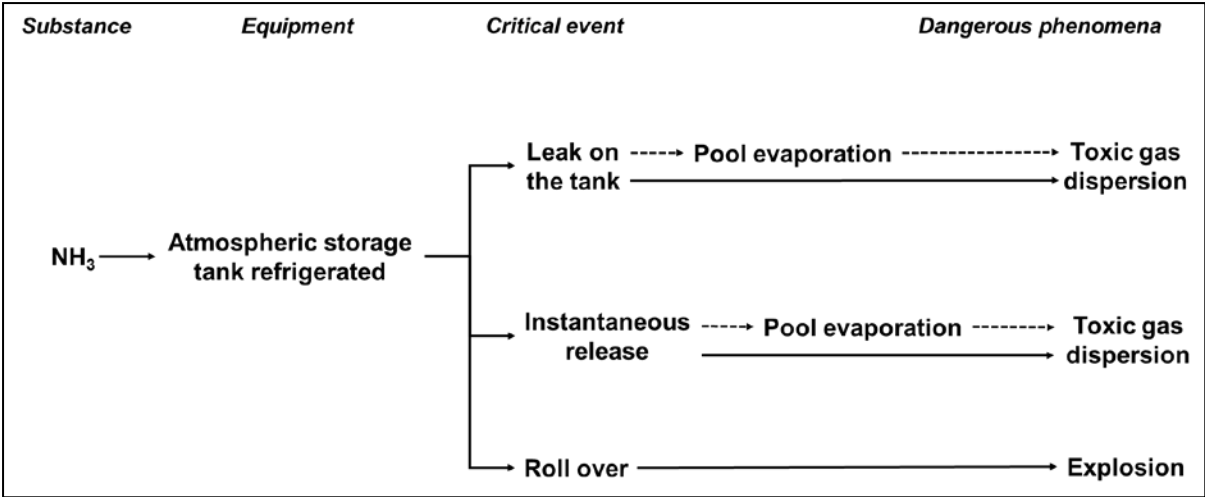 Substance Equipment Critical event Dangerous phenomena
Leak on
the tank
Pool evaporation
Toxic gas
dispersion
NH₃
Atmospheric storage
tank refrigerated
Instantaneous
release
Pool evaporation
Toxic gas
dispersion
Roll over
Explosion